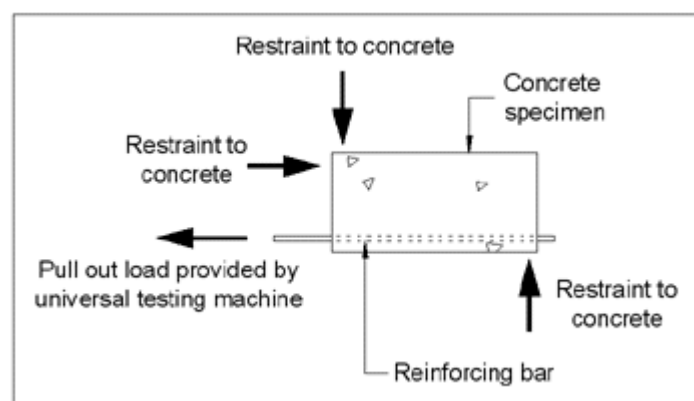 Restraint to concrete
Concrete
specimen
Restraint to
concrete
Pull out load provided by
universal testing machine
Restraint to
concrete
Reinforcing bar